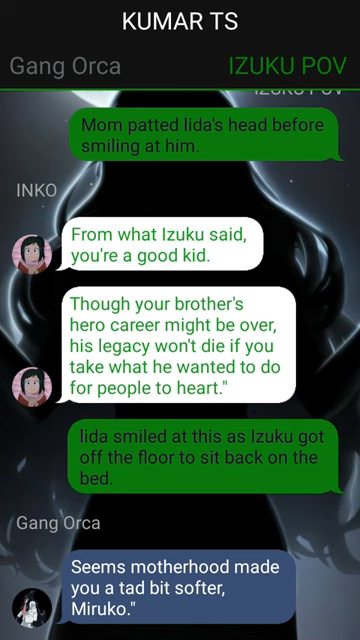 KUMAR TS
Gang Orca
IZUKU POV
IZUKU POV
Mom patted Iida's head before
smiling at him.
INKO
From what Izuku said,
you're a good kid.
Though your brother's
hero career might be over,
his legacy won't die if you
take what he wanted to do
for people to heart."
Iida smiled at this as Izuku got
off the floor to sit back on the
bed.
Gang Orca
Seems motherhood made
you a tad bit softer,
Miruko."